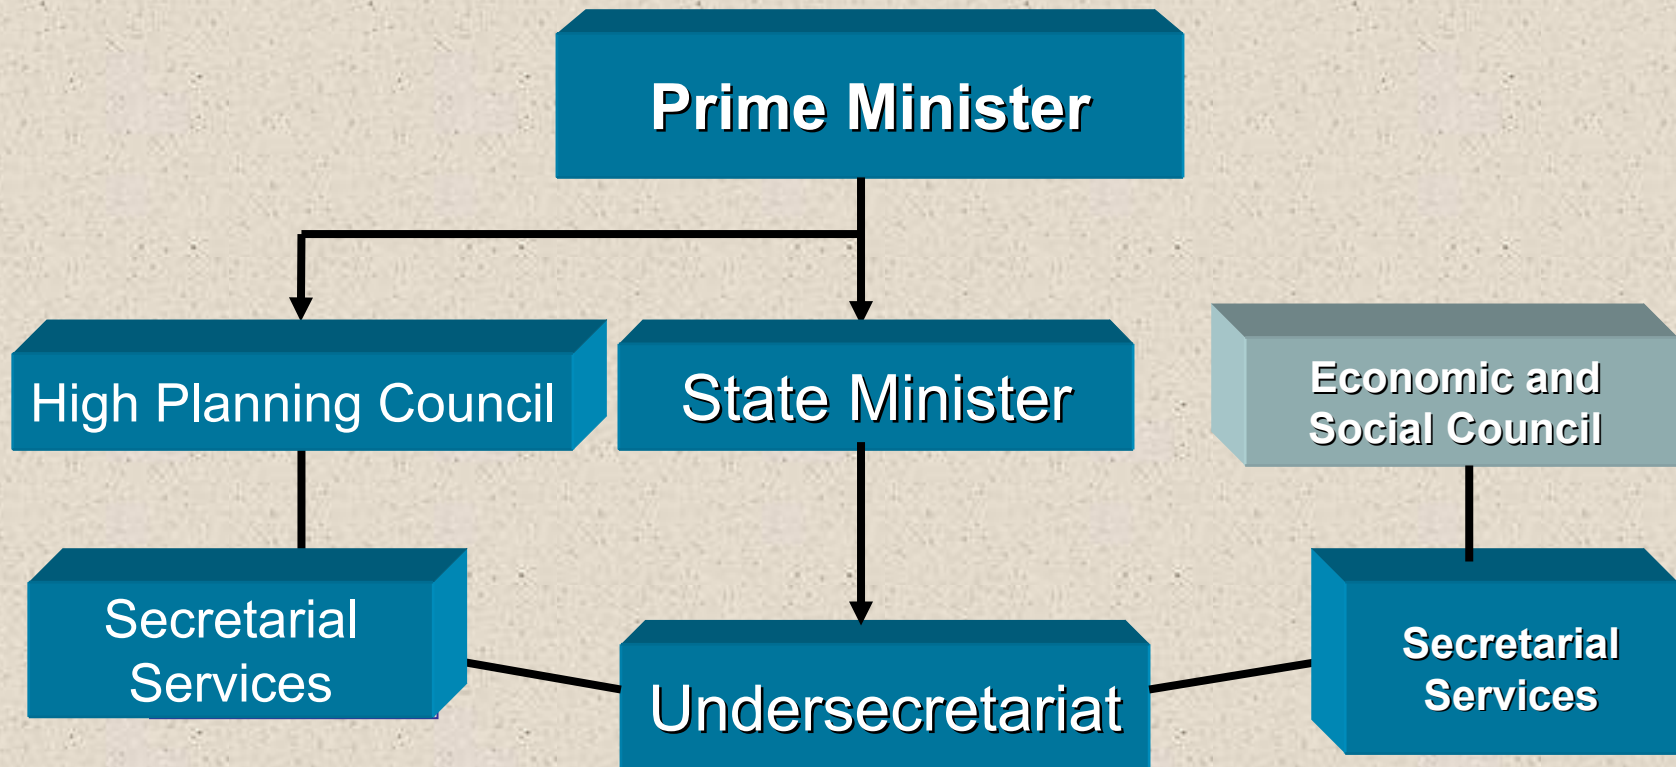 Prime Minister
High Planning Council
State Minister
Economic and
Social Council
Secretarial
Services
Undersecretariat
Secretarial
Services